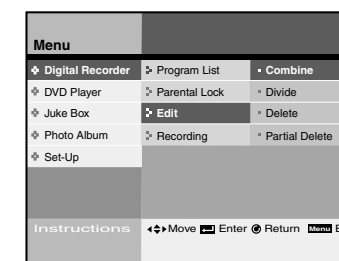 Menu
Digital Recorder Program List Combine
DVD Player Parental Lock Divide
Juke Box Edit Delete
Photo Album Recording Partial Delete
Set-Up
Instructions Move Enter Return Menu